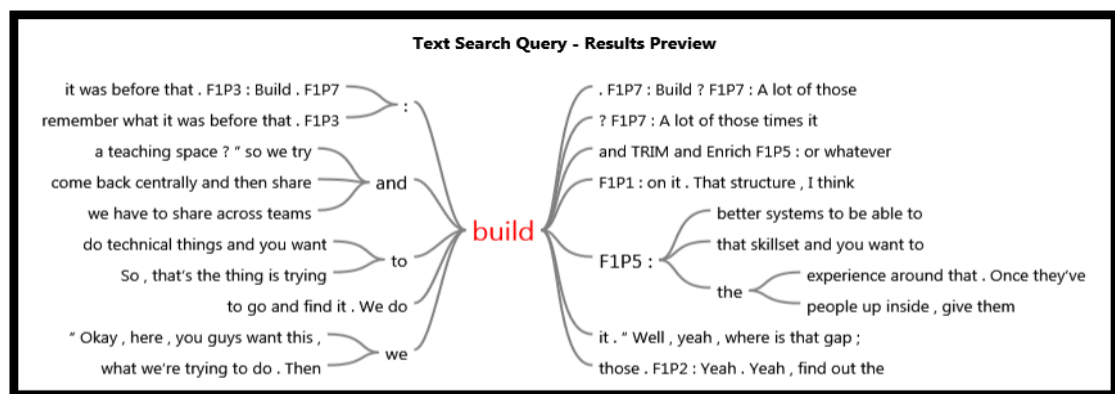 Text Search Query - Results Preview
it was before that . F1P3 : Build . F1P7
remember what it was before that . F1P3
:
a teaching space ? " so we try
come back centrally and then share
we have to share across teams
and
do technical things and you want
So , that's the thing is trying
to
to go and find it . We do
" Okay , here , you guys want this ,
what we're trying to do . Then
we
build
. F1P7 : Build ? F1P7 : A lot of those
? F1P7 : A lot of those times it
and TRIM and Enrich F1P5 : or whatever
F1P1 : on it . That structure , I think
F1P5 :
better systems to be able to
that skillset and you want to
the
experience around that . Once they've
people up inside , give them
it . " Well , yeah , where is that gap ;
those . F1P2 : Yeah . Yeah , find out the